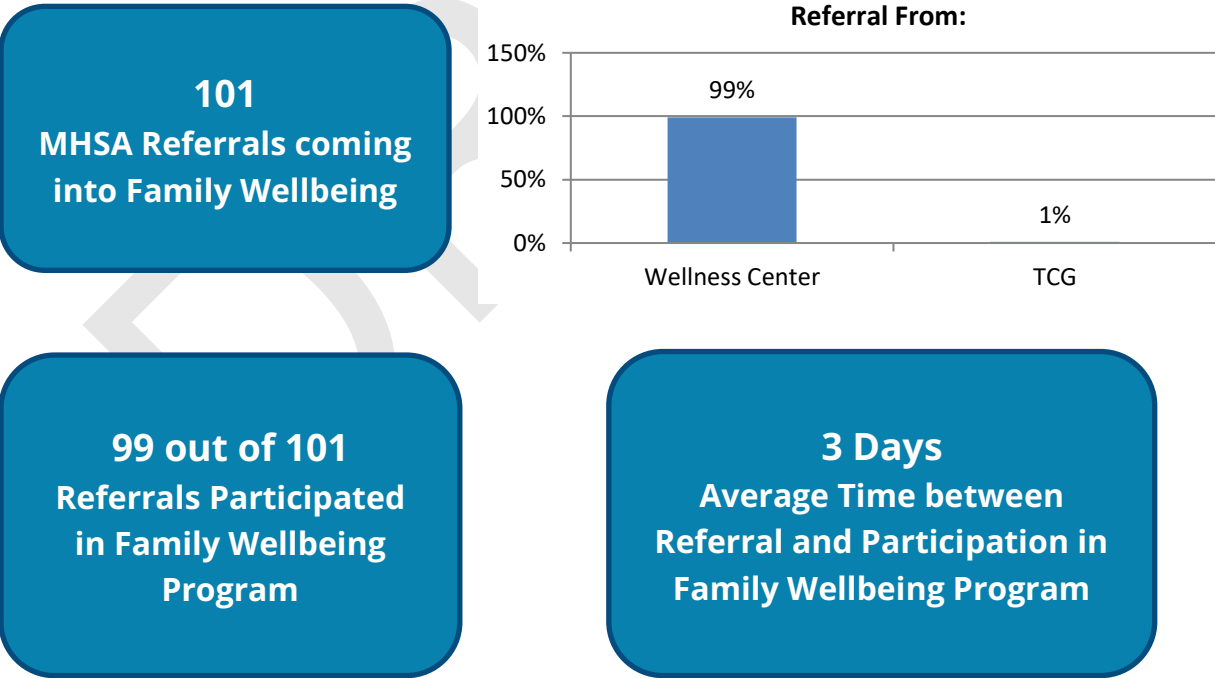 101
MHSA Referrals coming
into Family Wellbeing
Referral From:
150%
100%
50%
0%
99%
1%
Wellness Center
TCG
99 out of 101
Referrals Participated
in Family Wellbeing
Program
3 Days
Average Time between
Referral and Participation in
Family Wellbeing Program